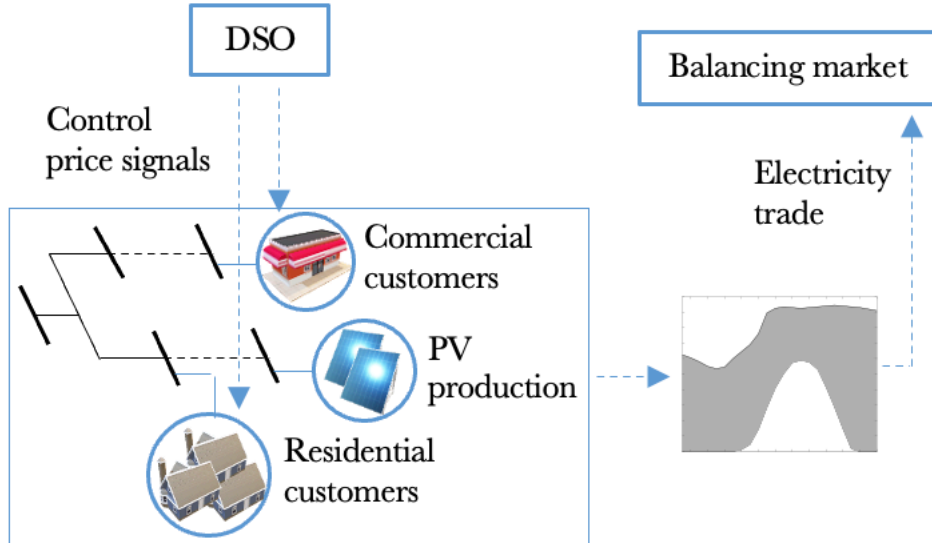 DSO
Balancing market
Control
price signals
Electricity
trade
Commercial
customers
PV
production
Residential
customers